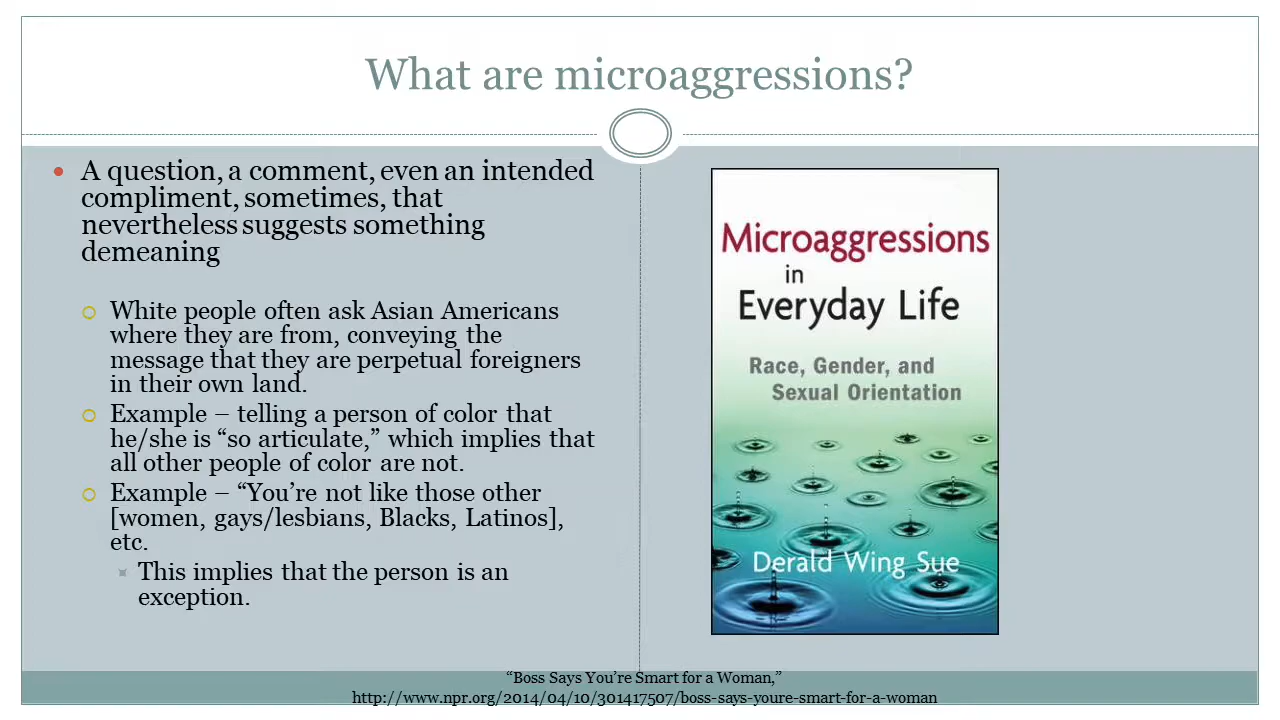 What are microaggressions?
A question, a comment, even an intended
compliment, sometimes, that
nevertheless suggests something
demeaning
White people often ask Asian Americans
where they are from, conveying the
message that they are perpetual foreigners
in their own land.
Example – telling a person of color that
he/she is “so articulate,” which implies that
all other people of color are not.
Example – “You’re not like those other
[women, gays/lesbians, Blacks, Latinos],
etc.
This implies that the person is an
exception.
Microaggressions
in
Everyday Life
Race, Gender, and
Sexual Orientation
Derald Wing Sue
“Boss Says You’re Smart for a Woman,”
http://www.npr.org/2014/04/10/301417507/boss-says-youre-smart-for-a-woman